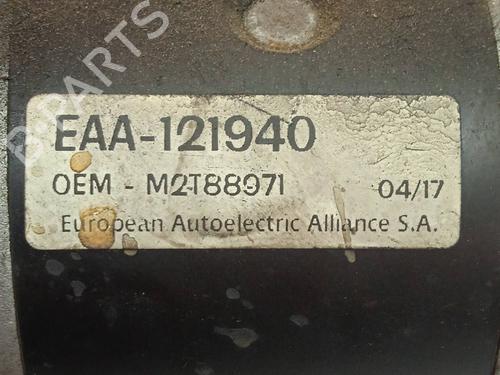 B-PARTS
EAA-121940
OEM - M2T88971 04/17
European Autoelectric Alliance S.A.